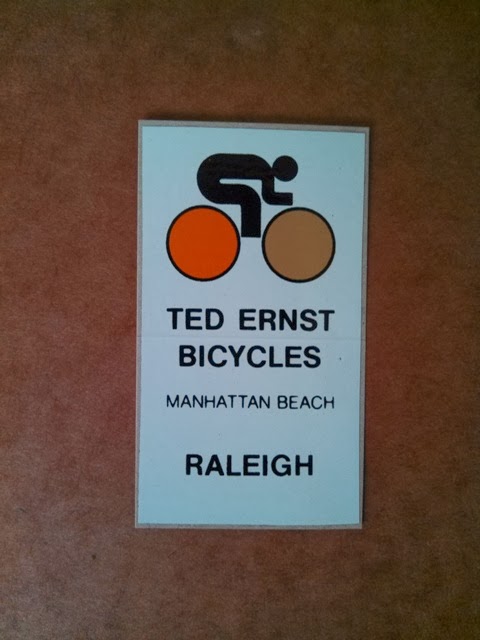 TED ERNST
BICYCLES
MANHATTAN BEACH
RALEIGH